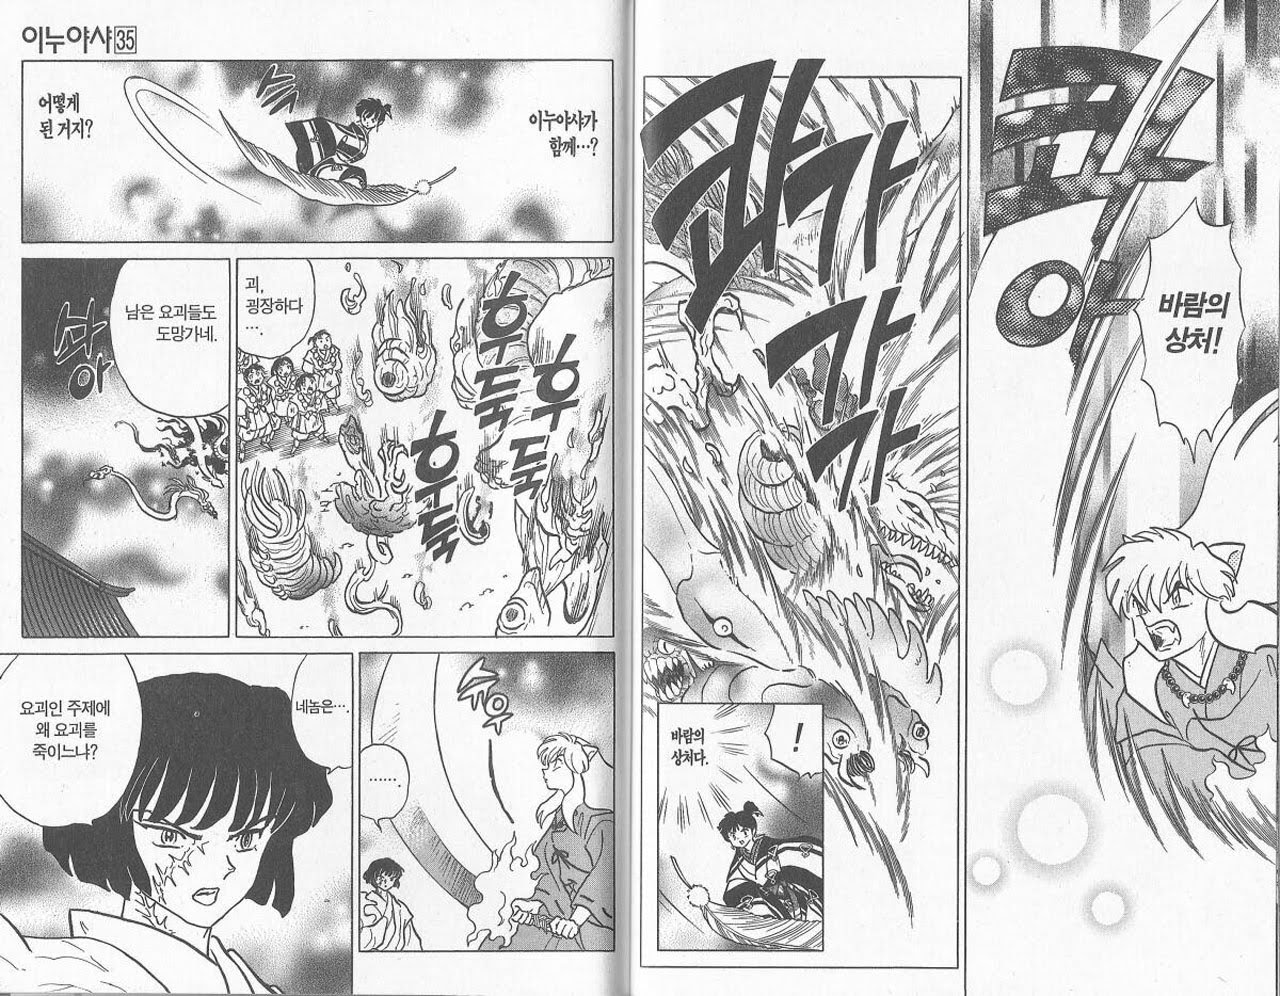 콰
아
바람의
상처!
콰가
가
가
!
바람의
상처다.
이누야샤 35
이누야샤가
함께…?
어떻게
된 거지?
괴,
굉장하다
….
후둑
후둑
후둑
남은 요괴들도
도망가네.
솨
아
슈우
……
네놈은….
요괴인 주제에
왜 요괴를
죽이느냐?